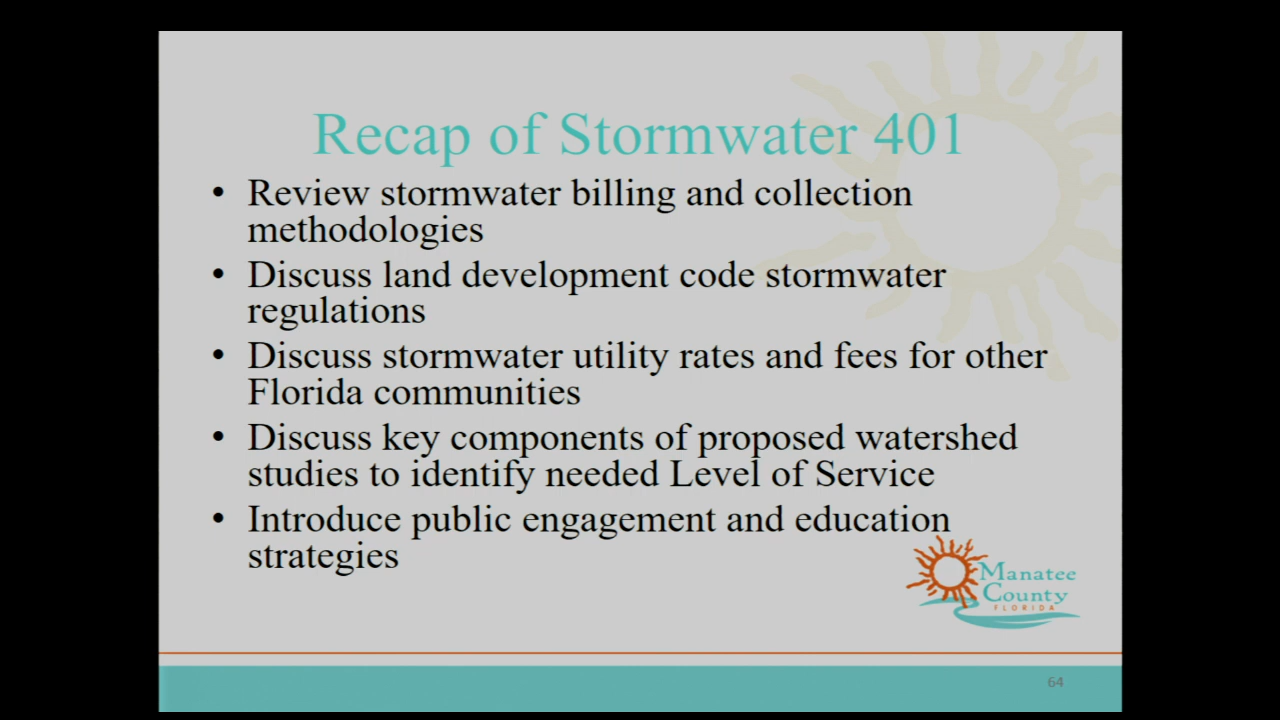 Recap of Stormwater 401
• Review stormwater billing and collection
methodologies
• Discuss land development code stormwater
regulations
• Discuss stormwater utility rates and fees for other
Florida communities
• Discuss key components of proposed watershed
studies to identify needed Level of Service
• Introduce public engagement and education
strategies
Manatee
County
FLORIDA
64